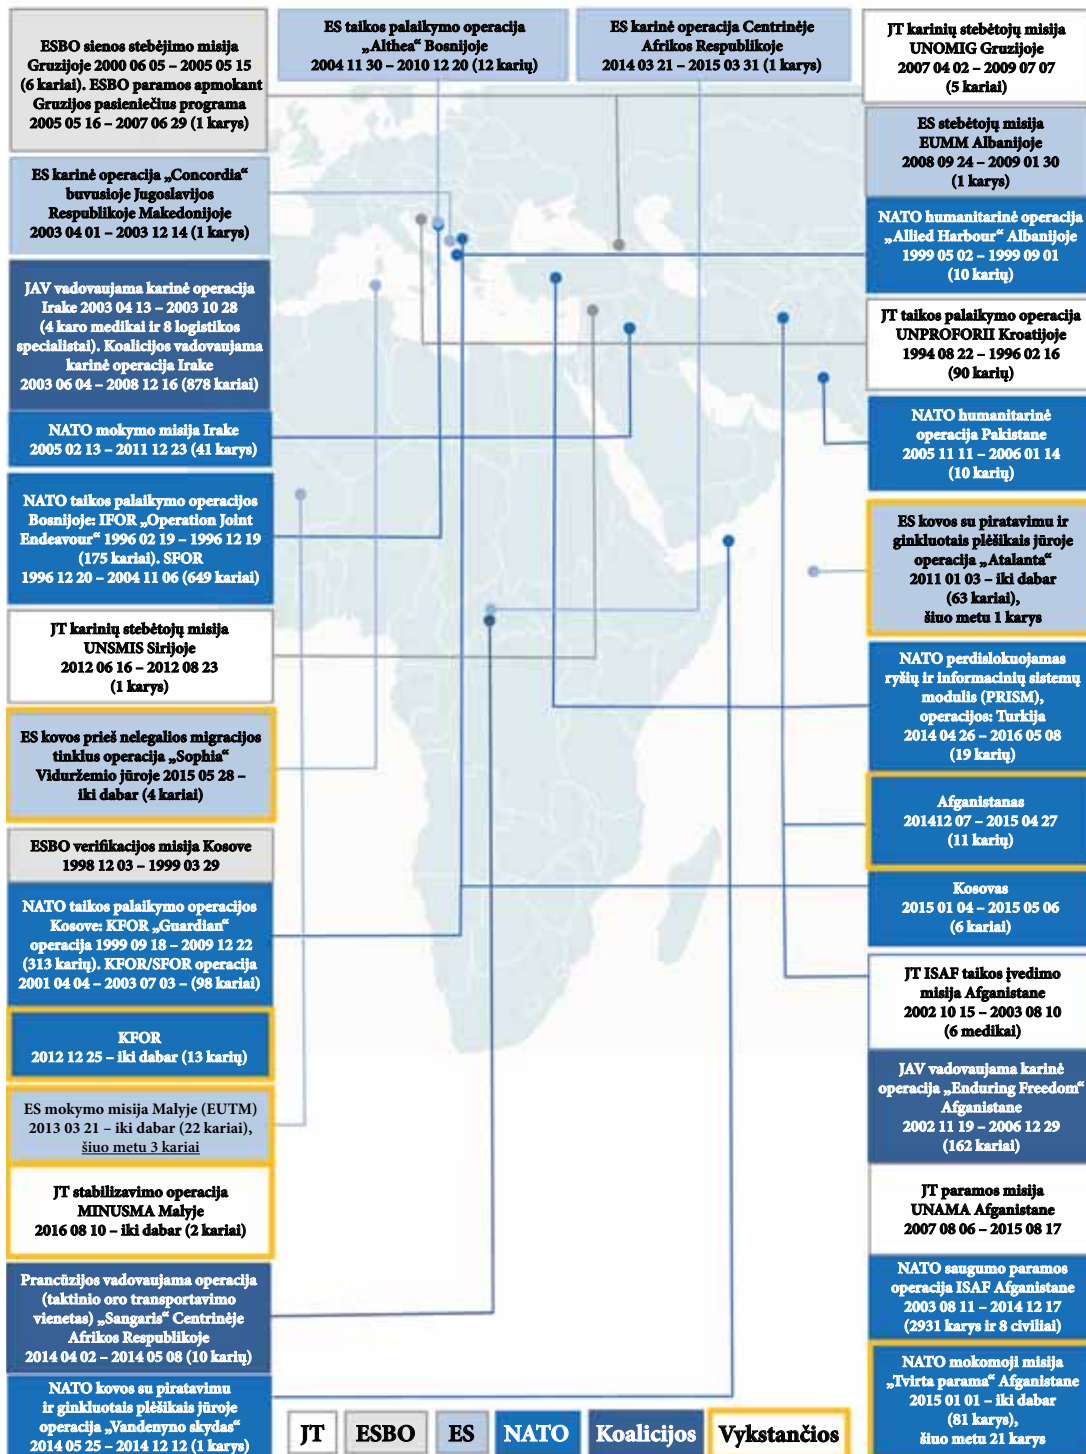 ESBO sienos stebėjimo misija
Gruzijoje 2000 06 05 – 2005 05 15
(6 kariai). ESBO paramos apmokant
Gruzijos pasieniečius programa
2005 05 16 – 2007 06 29 (1 karys)
ES taikos palaikymo operacija
„Althea“ Bosnijoje
2004 11 30 – 2010 12 20 (12 karių)
ES karinė operacija Centrinėje
Afrikos Respublikoje
2014 03 21 – 2015 03 31 (1 karys)
JT karinių stebėtojų misija
UNOMIG Gruzijoje
2007 04 02 – 2009 07 07
(5 kariai)
ES karinė operacija „Concordia“
buvusioje Jugoslavijos
Respublikoje Makedonijoje
2003 04 01 – 2003 12 14 (1 karys)
JAV vadovaujama karinė operacija
Irake 2003 04 13 – 2003 10 28
(4 karo medikai ir 8 logistikos
specialistai). Koalicijos vadovaujama
karinė operacija Irake
2003 06 04 – 2008 12 16 (878 kariai)
NATO mokymo misija Irake
2005 02 13 – 2011 12 23 (41 karys)
NATO taikos palaikymo operacijos
Bosnijoje: IFOR „Operation Joint
Endeavour“ 1996 02 19 – 1996 12 19
(175 kariai). SFOR
1996 12 20 – 2004 11 06 (649 kariai)
JT karinių stebėtojų misija
UNSMIS Sirijoje
2012 06 16 – 2012 08 23
(1 karys)
ES kovos prieš nelegalios migracijos
tinklus operacija „Sophia“
Viduržemio jūroje 2015 05 28 –
iki dabar (4 kariai)
ESBO verifikacijos misija Kosove
1998 12 03 – 1999 03 29
NATO taikos palaikymo operacijos
Kosove: KFOR „Guardian“
operacija 1999 09 18 – 2009 12 22
(313 karių). KFOR/SFOR operacija
2001 04 04 – 2003 07 03 – (98 kariai)
KFOR
2012 12 25 – iki dabar (13 karių)
ES mokymo misija Malyje (EUTM)
2013 03 21 – iki dabar (22 kariai),
šiuo metu 3 kariai
JT stabilizavimo operacija
MINUSMA Malyje
2016 08 10 – iki dabar (2 kariai)
Prancūzijos vadovaujama operacija
(taktinio oro transportavimo
vienetas) „Sangaris“ Centrinėje
Afrikos Respublikoje
2014 04 02 – 2014 05 08 (10 karių)
NATO kovos su piratavimu
ir ginkluotais plėšikais jūroje
operacija „Vandenyno skydas“
2014 05 25 – 2014 12 12 (1 karys)
ES stebėtojų misija
EUMM Albanijoje
2008 09 24 – 2009 01 30
(1 karys)
NATO humanitarinė operacija
„Allied Harbour“ Albanijoje
1999 05 02 – 1999 09 01
(10 karių)
JT taikos palaikymo operacija
UNPROFORII Kroatijoje
1994 08 22 – 1996 02 16
(90 karių)
NATO humanitarinė
operacija Pakistane
2005 11 11 – 2006 01 14
(10 karių)
ES kovos su piratavimu ir
ginkluotais plėšikais jūroje
operacija „Atalanta“
2011 01 03 – iki dabar
(63 kariai),
šiuo metu 1 karys
NATO perdislokuojamas
ryšių ir informacinių sistemų
modulis (PRISM),
operacijos: Turkija
2014 04 26 – 2016 05 08
(19 karių)
Afganistanas
201412 07 – 2015 04 27
(11 karių)
Kosovas
2015 01 04 – 2015 05 06
(6 kariai)
JT ISAF taikos įvedimo
misija Afganistane
2002 10 15 – 2003 08 10
(6 medikai)
JAV vadovaujama karinė
operacija „Enduring Freedom“
Afganistane
2002 11 19 – 2006 12 29
(162 kariai)
JT paramos misija
UNAMA Afganistane
2007 08 06 – 2015 08 17
NATO saugumo paramos
operacija ISAF Afganistane
2003 08 11 – 2014 12 17
(2931 karys ir 8 civiliai)
NATO mokomoji misija
„Tvirta parama“ Afganistane
2015 01 01 – iki dabar
(81 karys),
šiuo metu 21 karys
JT ESBO ES NATO Koalicijos Vykstančios